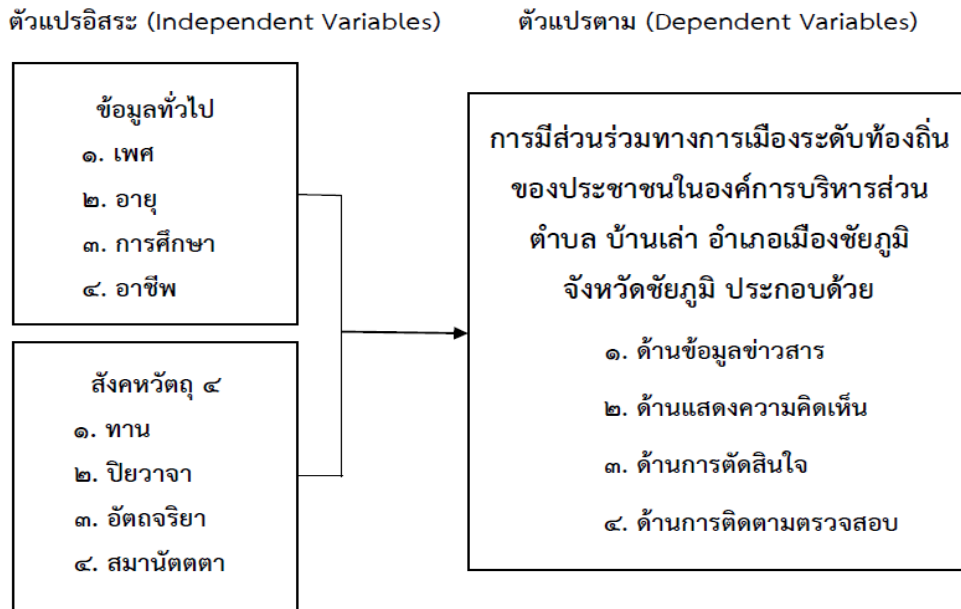 ตัวแปรอิสระ (Independent Variables)
ตัวแปรตาม (Dependent Variables)
ข้อมูลทั่วไป
๑. เพศ
๒. อายุ
๓. การศึกษา
๔. อาชีพ
สังคหวัตถุ ๔
๑. ทาน
๒. ปิยวาจา
๓. อัตถจริยา
๔. สมานัตตตา
การมีส่วนร่วมทางการเมืองระดับท้องถิ่น
ของประชาชนในองค์การบริหารส่วน
ตำบล บ้านเล่า อำเภอเมืองชัยภูมิ
จังหวัดชัยภูมิ ประกอบด้วย
๑. ด้านข้อมูลข่าวสาร
๒. ด้านแสดงความคิดเห็น
๓. ด้านการตัดสินใจ
๔. ด้านการติดตามตรวจสอบ